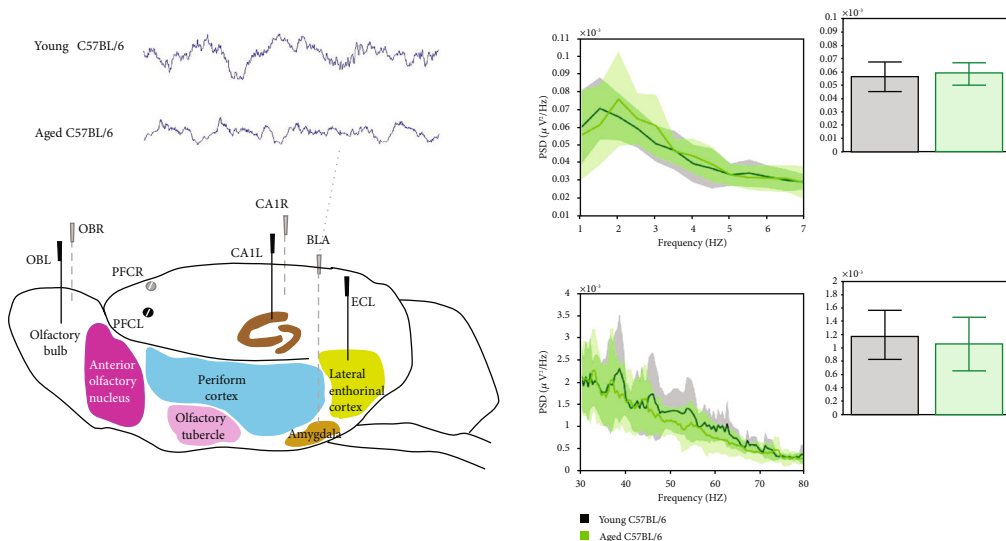 Young C57BL/6
Aged C57BL/6
OBR
OBL
PFCR
PFCL
CA1R
CA1L
BLA
ECL
Olfactory
bulb
Anterior
olfactory
nucleus
Periform
cortex
Olfactory
tubercle
Lateral
enthorinal
cortex
Amygdala
×10⁻³
0.11
0.1
0.09
0.08
0.07
0.06
0.05
0.04
0.03
0.02
0.01
PSD (μ V²/Hz)
1 2 3 4 5 6 7
Frequency (HZ)
×10⁻³
0.1
0.09
0.08
0.07
0.06
0.05
0.04
0.03
0.02
0.01
0
×10⁻³
4
3.5
3
2.5
2
1.5
1
0.5
0
PSD (μ V²/Hz)
30 40 50 60 70 80
Frequency (HZ)
×10⁻³
2
1.8
1.6
1.4
1.2
1
0.8
0.6
0.4
0.2
0
Young C57BL/6
Aged C57BL/6